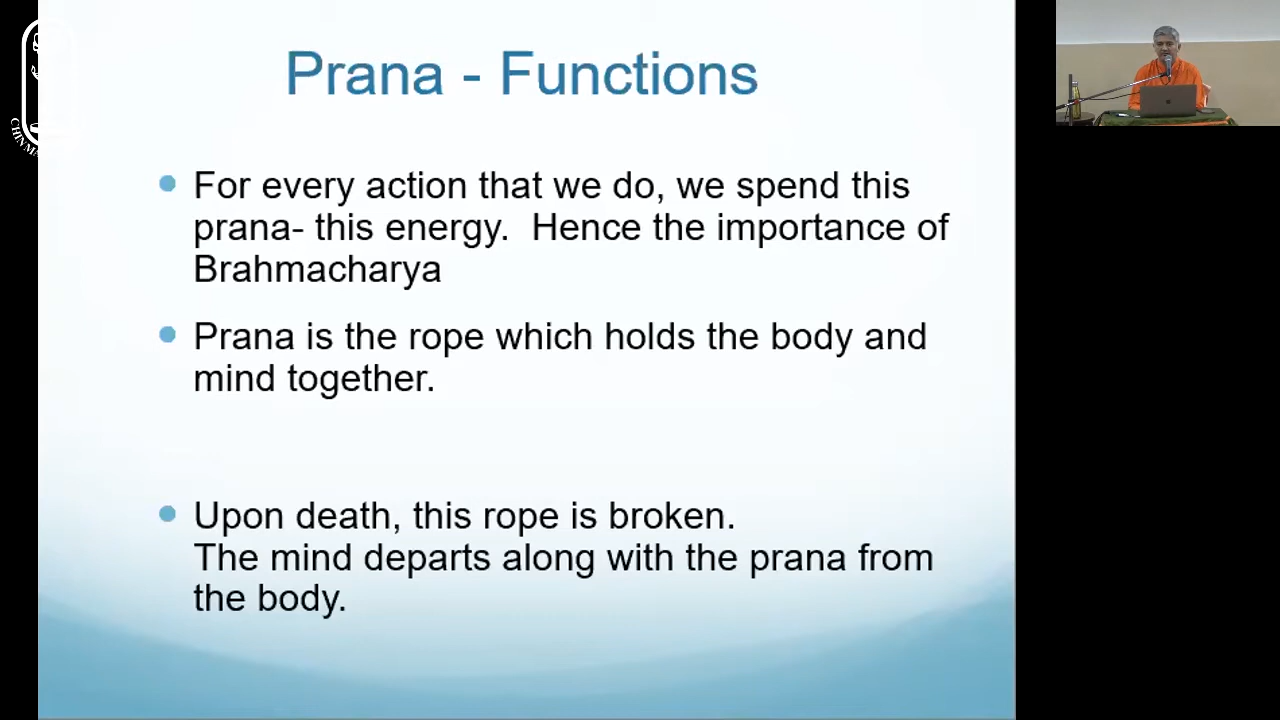 Prana - Functions
For every action that we do, we spend this
prana- this energy.  Hence the importance of
Brahmacharya
Prana is the rope which holds the body and
mind together.
Upon death, this rope is broken.
The mind departs along with the prana from
the body.